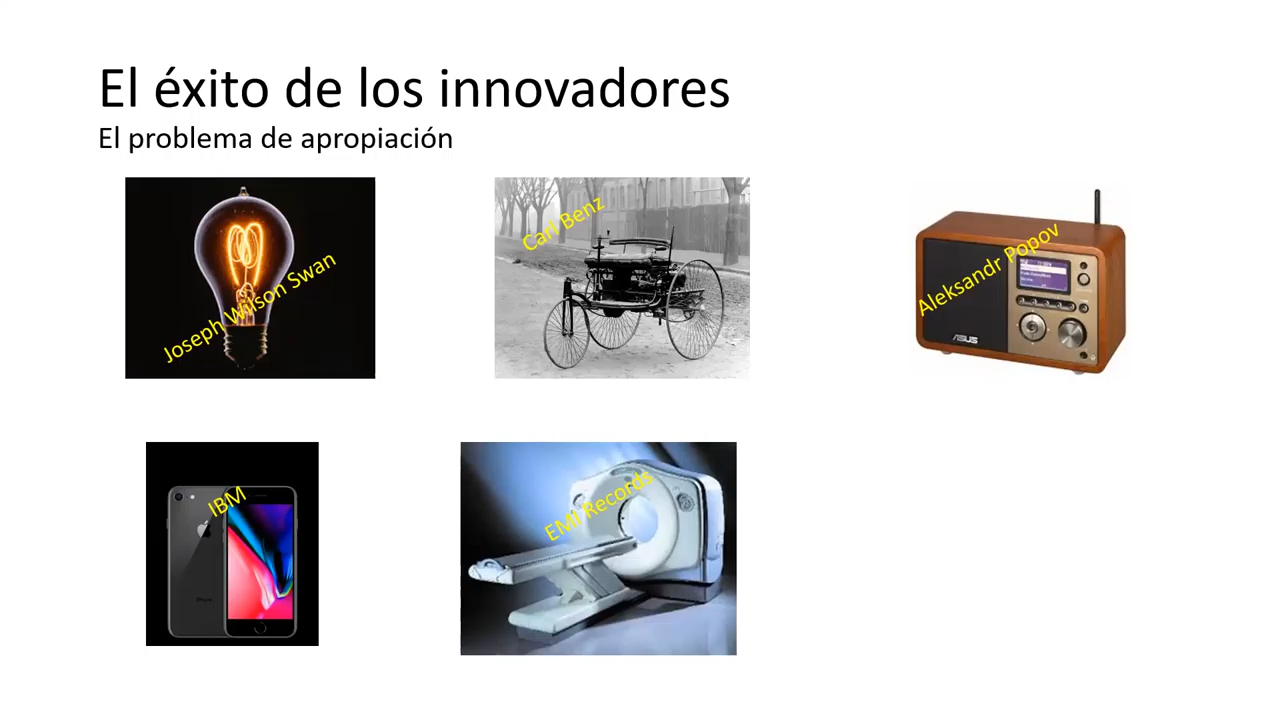 El éxito de los innovadores
El problema de apropiación
Joseph Wilson Swan
Carl Benz
Aleksandr Popov
ASUS
IBM
EMI Records